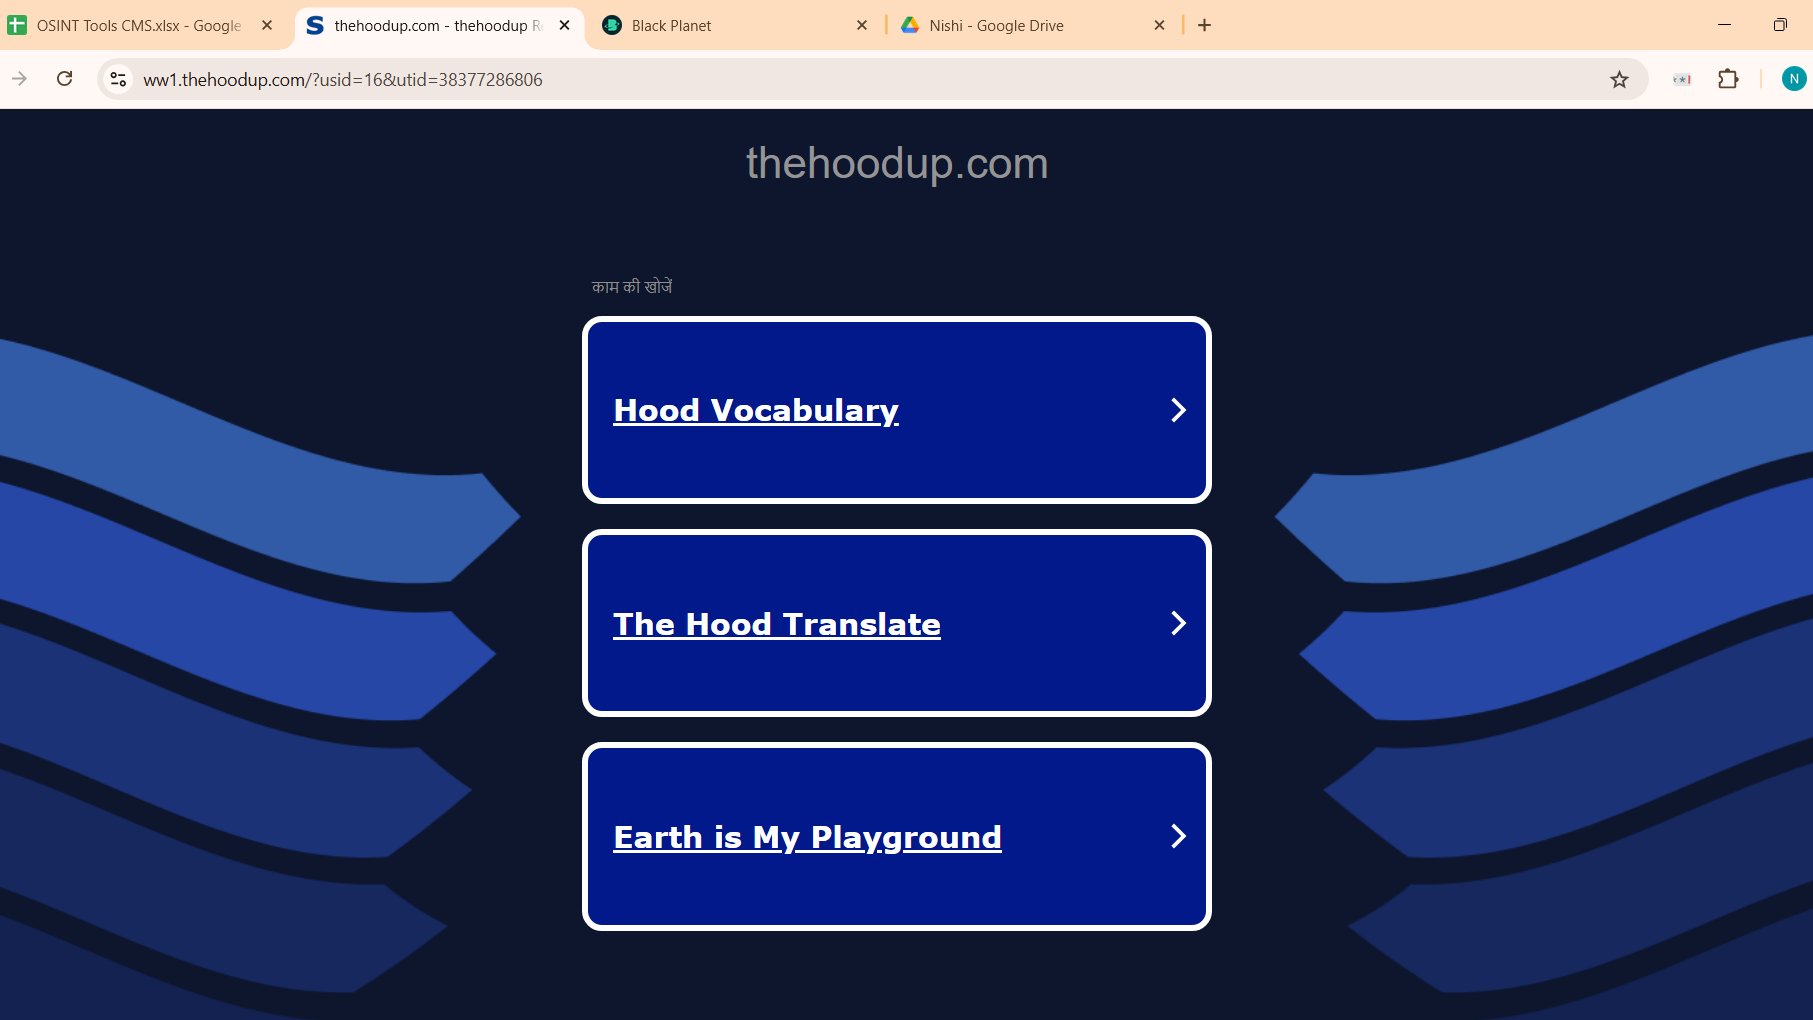 OSINT Tools CMS.xlsx - Google
thehoodup.com - thehoodup R
Black Planet
Nishi - Google Drive
ww1.thehoodup.com/?usid=16&utid=38377286806
N
thehoodup.com
काम की खोजें
Hood Vocabulary
The Hood Translate
Earth is My Playground